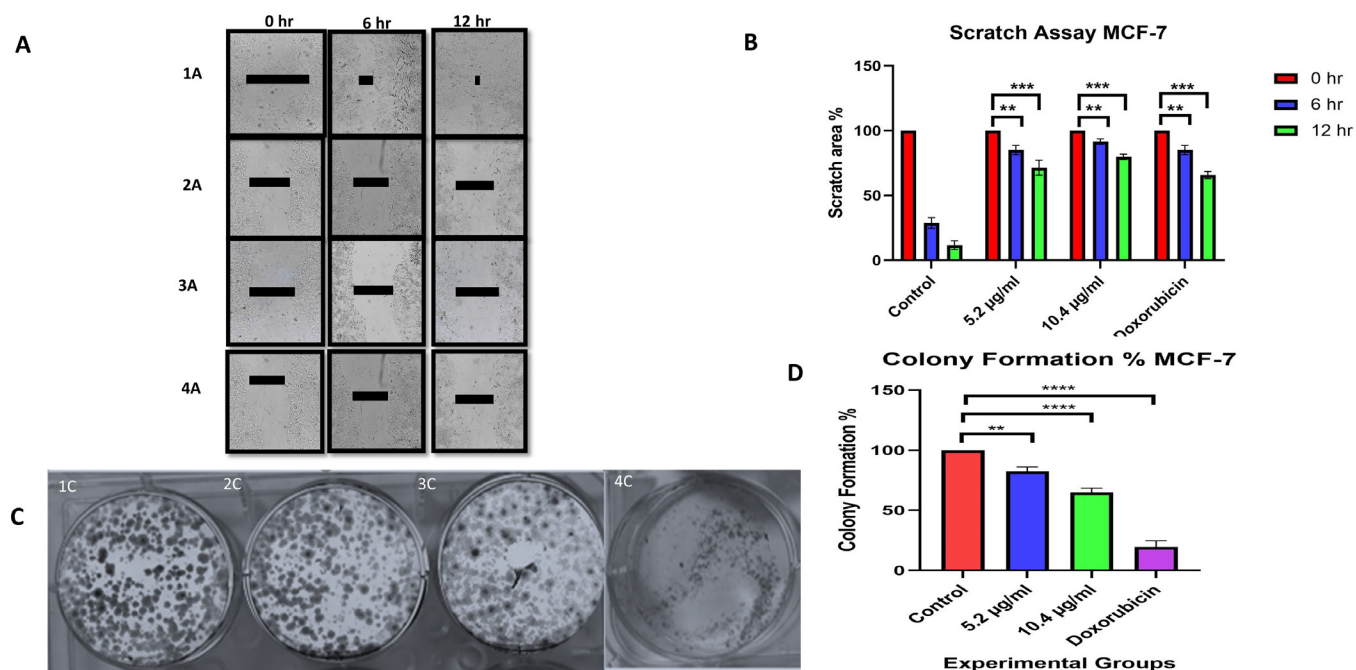 A
0 hr 6 hr 12 hr
1A
2A
3A
4A
B
Scratch Assay MCF-7
Scratch area %
150
100
50
0
** ***
** ***
** ***
Control
5.2 µg/ml
10.4 µg/ml
Doxorubicin
0 hr
6 hr
12 hr
C
1C 2C 3C 4C
D
Colony Formation % MCF-7
Colony Formation %
150
100
50
0
****
****
**
Control
5.2 µg/ml
10.4 µg/ml
Doxorubicin
Experimental Groups